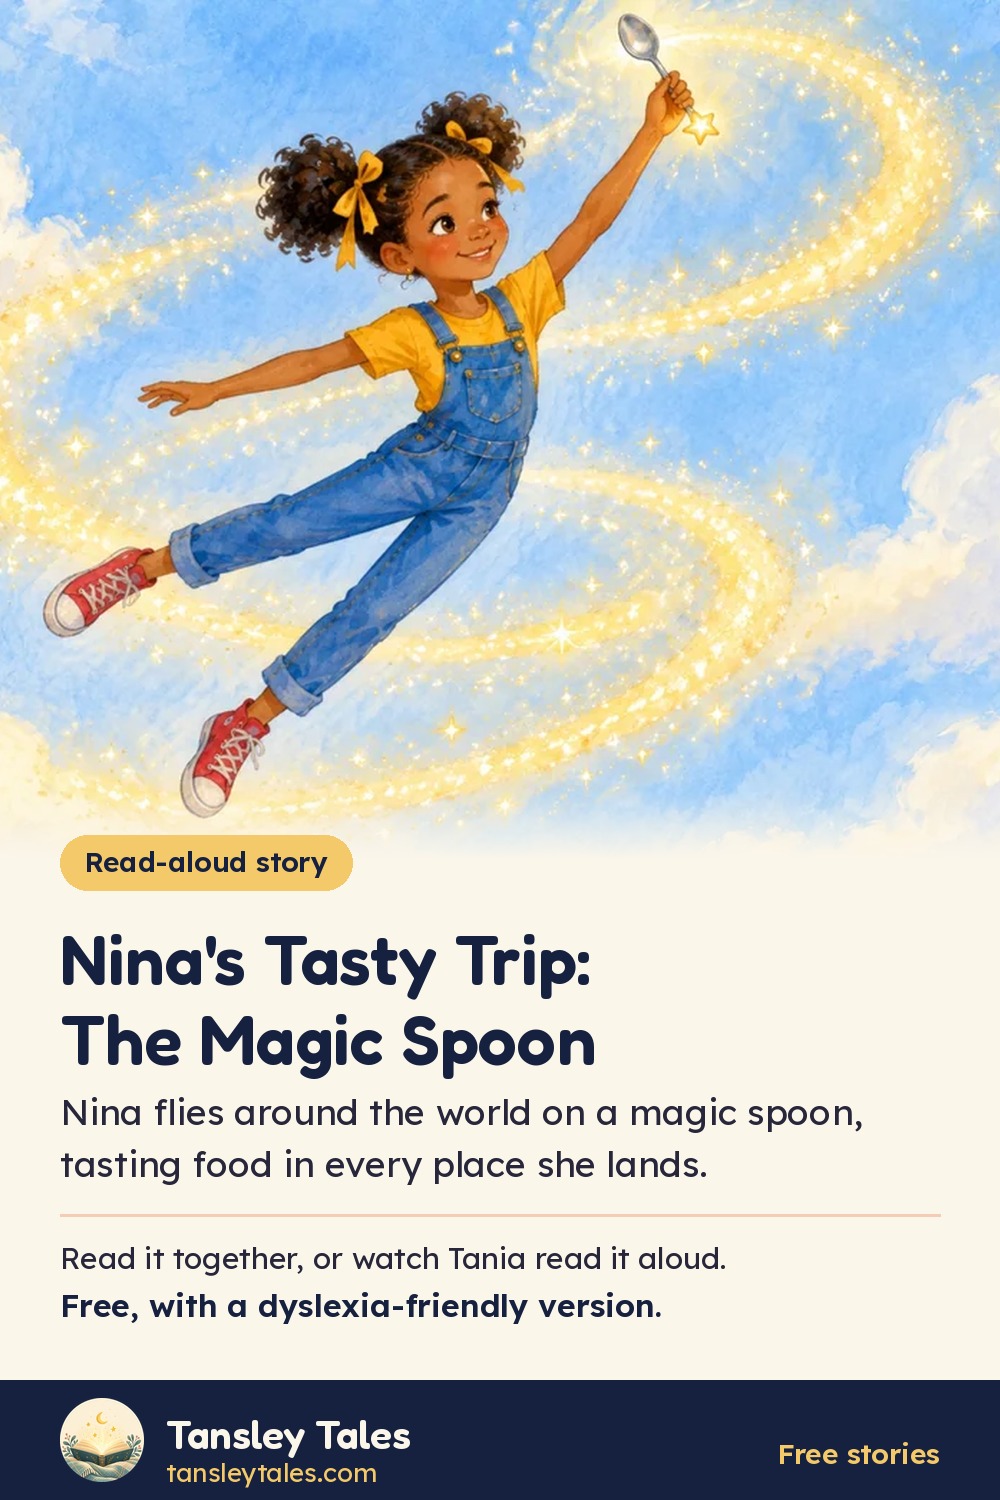 Read-aloud story
Nina's Tasty Trip:
The Magic Spoon
Nina flies around the world on a magic spoon,
tasting food in every place she lands.
Read it together, or watch Tania read it aloud.
Free, with a dyslexia-friendly version.
Tansley Tales
tansleytales.com
Free stories